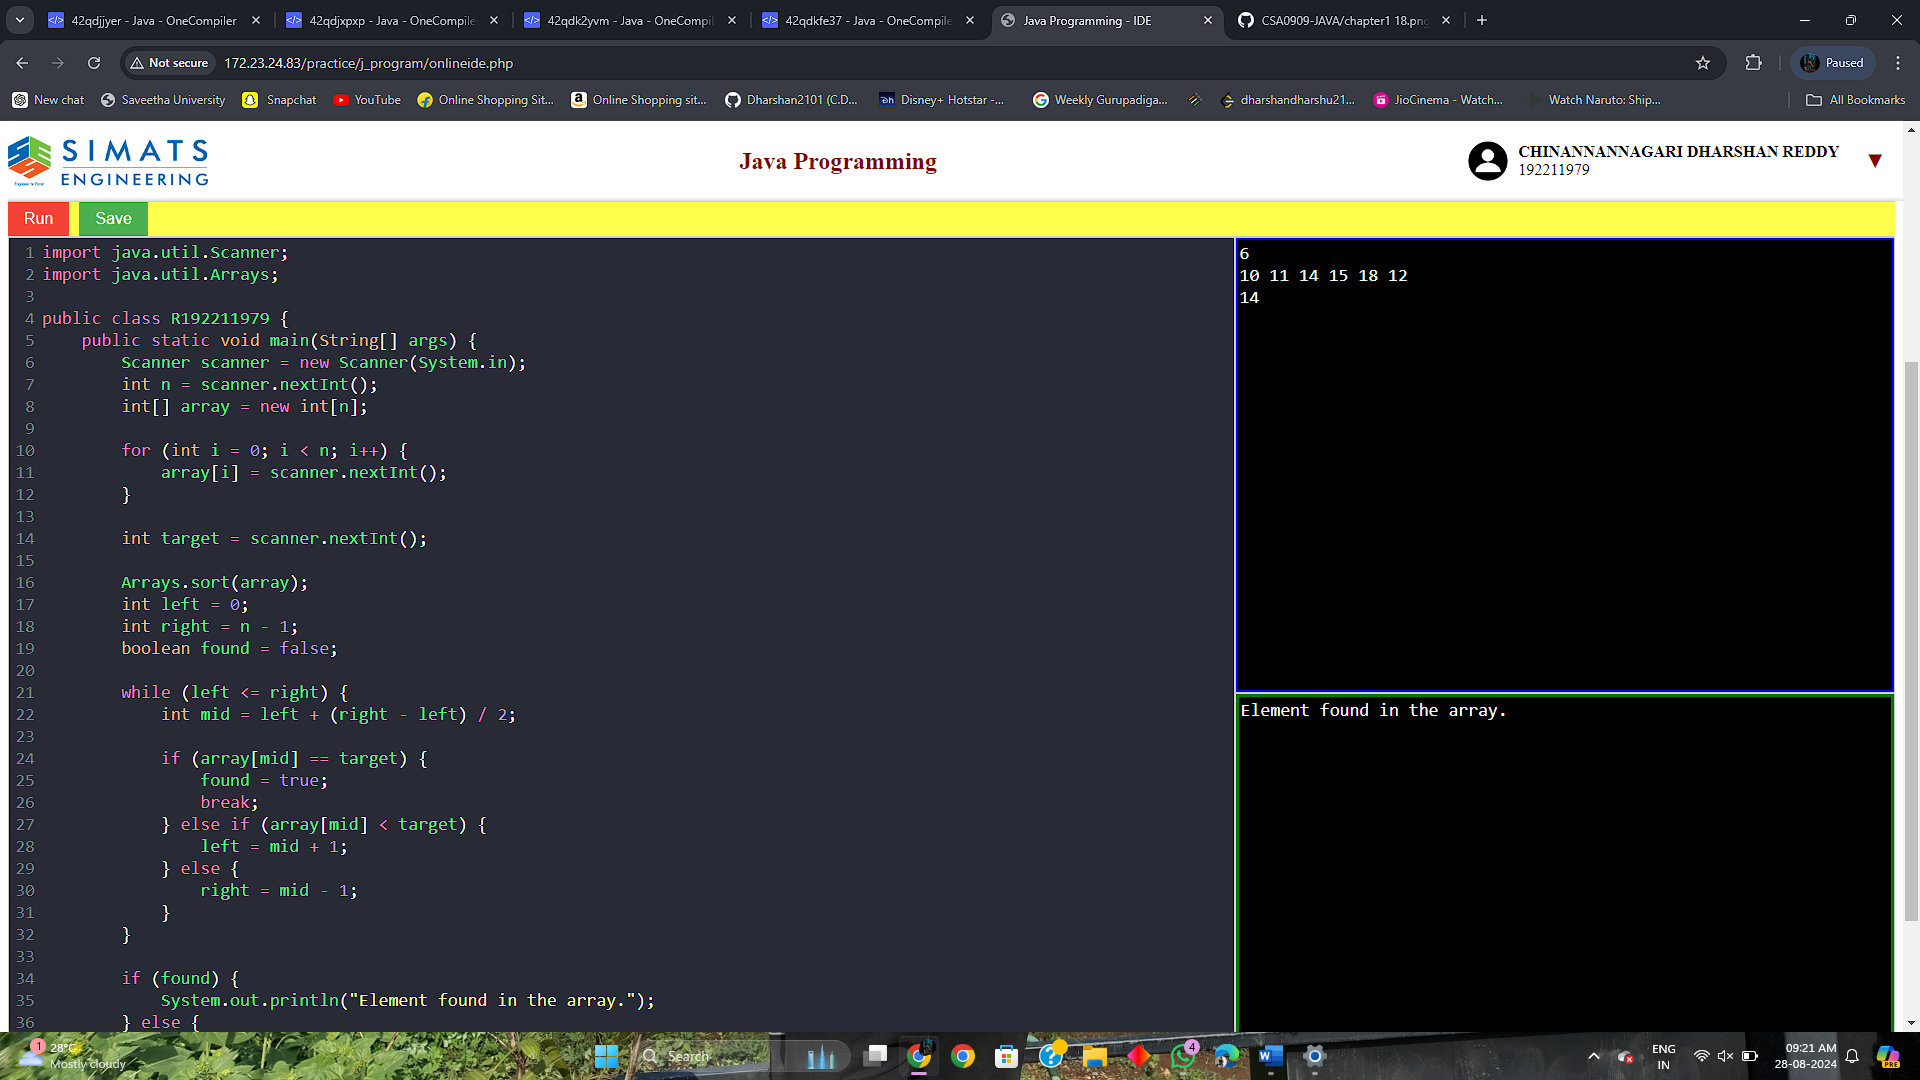 42qdjjyer - Java - OneCompiler
42qdjxpxp - Java - OneCompile
42qdk2yvm - Java - OneCompil
42qdkfe37 - Java - OneCompile
Java Programming - IDE
CSA0909-JAVA/chapter1 18.png
Not secure
172.23.24.83/practice/j_program/onlineide.php
Paused
New chat
Saveetha University
Snapchat
YouTube
Online Shopping Sit...
Online Shopping sit...
Dharshan2101 (C.D...
Disney+ Hotstar -...
Weekly Gurupadiga...
dharshandharshu21...
JioCinema - Watch...
Watch Naruto: Ship...
All Bookmarks
SIMATS
ENGINEERING
Java Programming
CHINANNANNAGARI DHARSHAN REDDY
192211979
Run
Save
1 import java.util.Scanner;
2 import java.util.Arrays;
3
4 public class R192211979 {
5 public static void main(String[] args) {
6 Scanner scanner = new Scanner(System.in);
7 int n = scanner.nextInt();
8 int[] array = new int[n];
9
10 for (int i = 0; i < n; i++) {
11 array[i] = scanner.nextInt();
12 }
13
14 int target = scanner.nextInt();
15
16 Arrays.sort(array);
17 int left = 0;
18 int right = n - 1;
19 boolean found = false;
20
21 while (left <= right) {
22 int mid = left + (right - left) / 2;
23
24 if (array[mid] == target) {
25 found = true;
26 break;
27 } else if (array[mid] < target) {
28 left = mid + 1;
29 } else {
30 right = mid - 1;
31 }
32 }
33
34 if (found) {
35 System.out.println("Element found in the array.");
36 } else {
6
10 11 14 15 18 12
14
Element found in the array.
1
28°C
Mostly cloudy
Search
4
ENG
IN
09:21 AM
28-08-2024
PRE